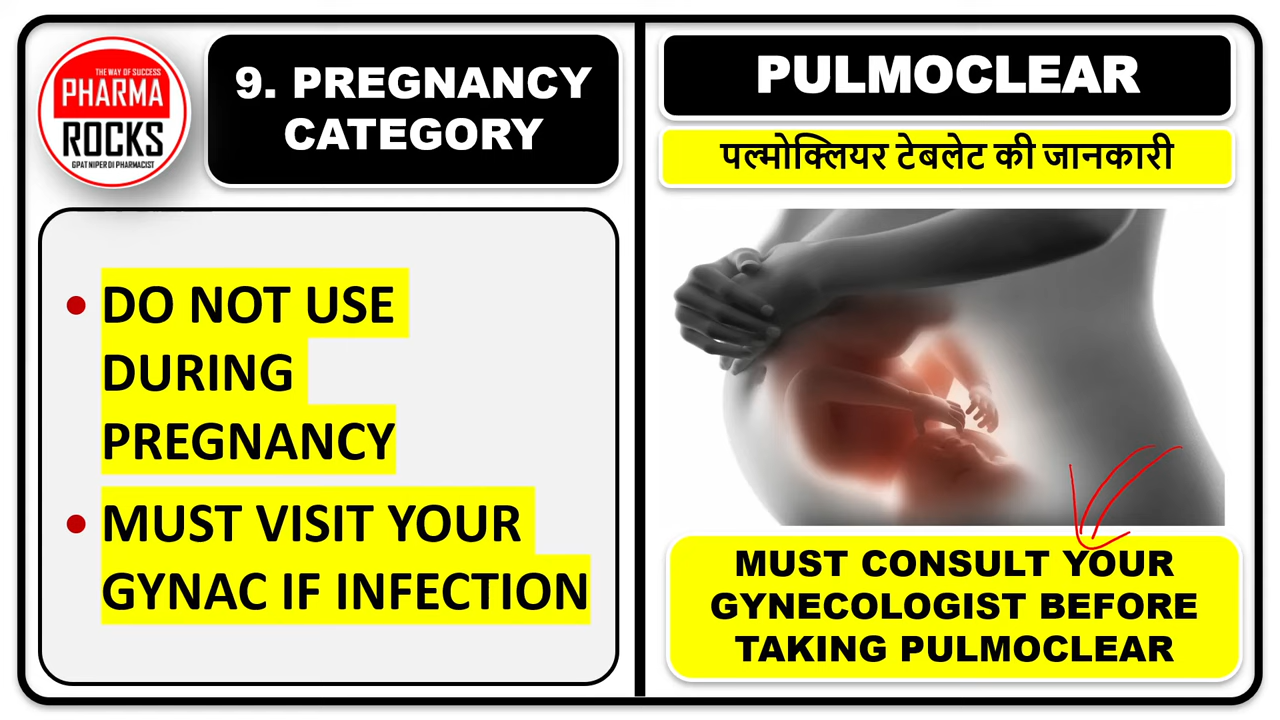 THE WAY OF SUCCESS
PHARMA
ROCKS
GPAT NIPER DI PHARMACIST
9. PREGNANCY
CATEGORY
• DO NOT USE
DURING
PREGNANCY
• MUST VISIT YOUR
GYNAC IF INFECTION
PULMOCLEAR
पल्मोक्लियर टेबलेट की जानकारी
MUST CONSULT YOUR
GYNECOLOGIST BEFORE
TAKING PULMOCLEAR